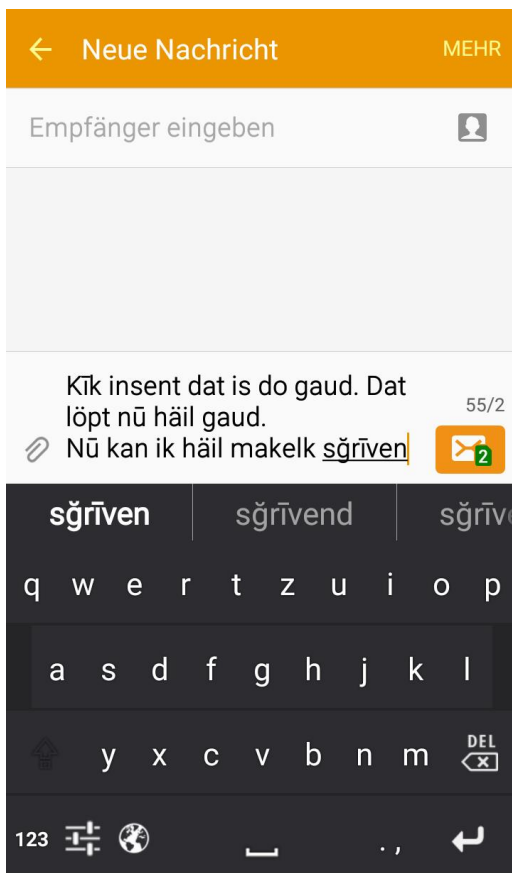 Neue Nachricht MEHR
Empfänger eingeben
Kīk insent dat is do gaud. Dat
löpt nū häil gaud.
Nū kan ik häil makelk sğrīven
55/2
2
sğrīven sğrīvend sğrīv
q w e r t z u i o p
a s d f g h j k l
y x c v b n m DEL
123 . ,